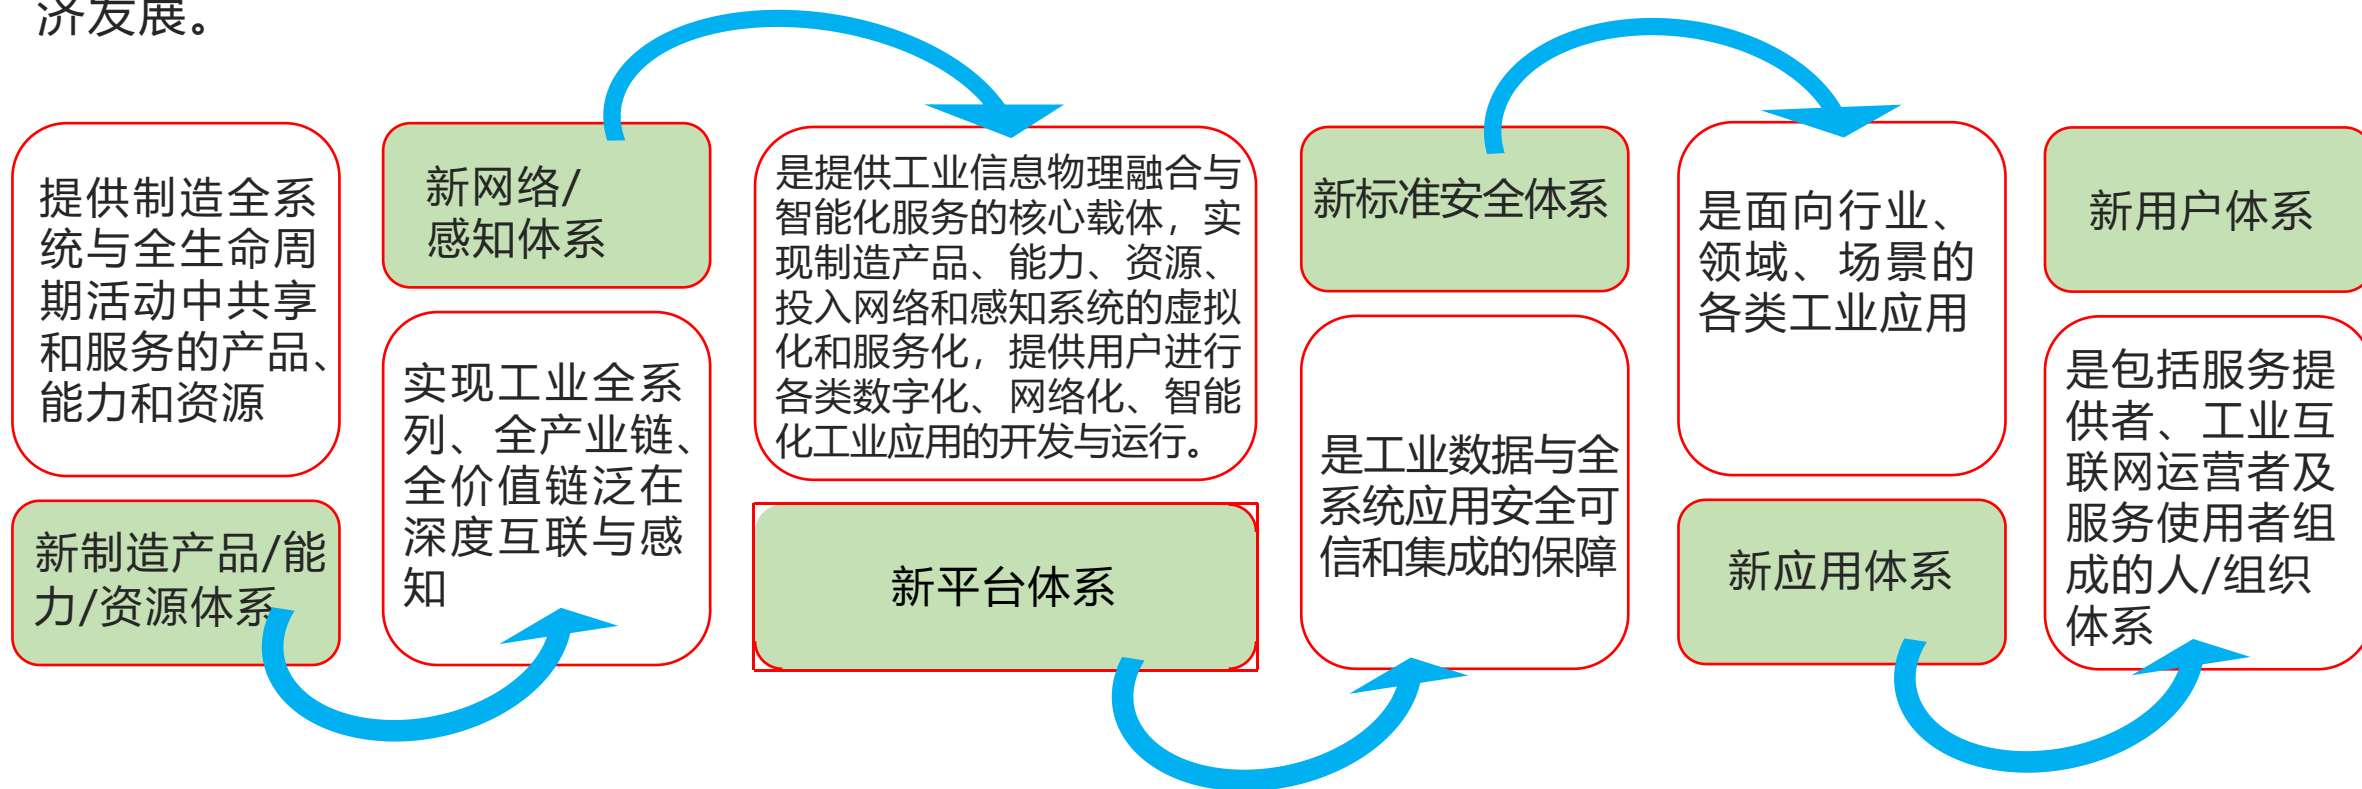 济发展。
提供制造全系
统与全生命周
期活动中共享
和服务的产品、
能力和资源
新制造产品/能
力/资源体系
新网络/
感知体系
实现工业全系
列、全产业链、
全价值链泛在
深度互联与感
知
是提供工业信息物理融合与
智能化服务的核心载体，实
现制造产品、能力、资源、
投入网络和感知系统的虚拟
化和服务化，提供用户进行
各类数字化、网络化、智能
化工业应用的开发与运行。
新平台体系
新标准安全体系
是工业数据与全
系统应用安全可
信和集成的保障
是面向行业、
领域、场景的
各类工业应用
新应用体系
新用户体系
是包括服务提
供者、工业互
联网运营者及
服务使用者组
成的人/组织
体系